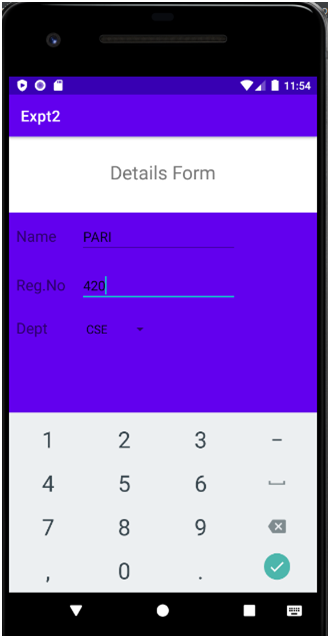 11:54
Expt2
Details Form
Name PARI
Reg.No 420
Dept CSE
1 2 3 –
4 5 6
7 8 9
, 0 .